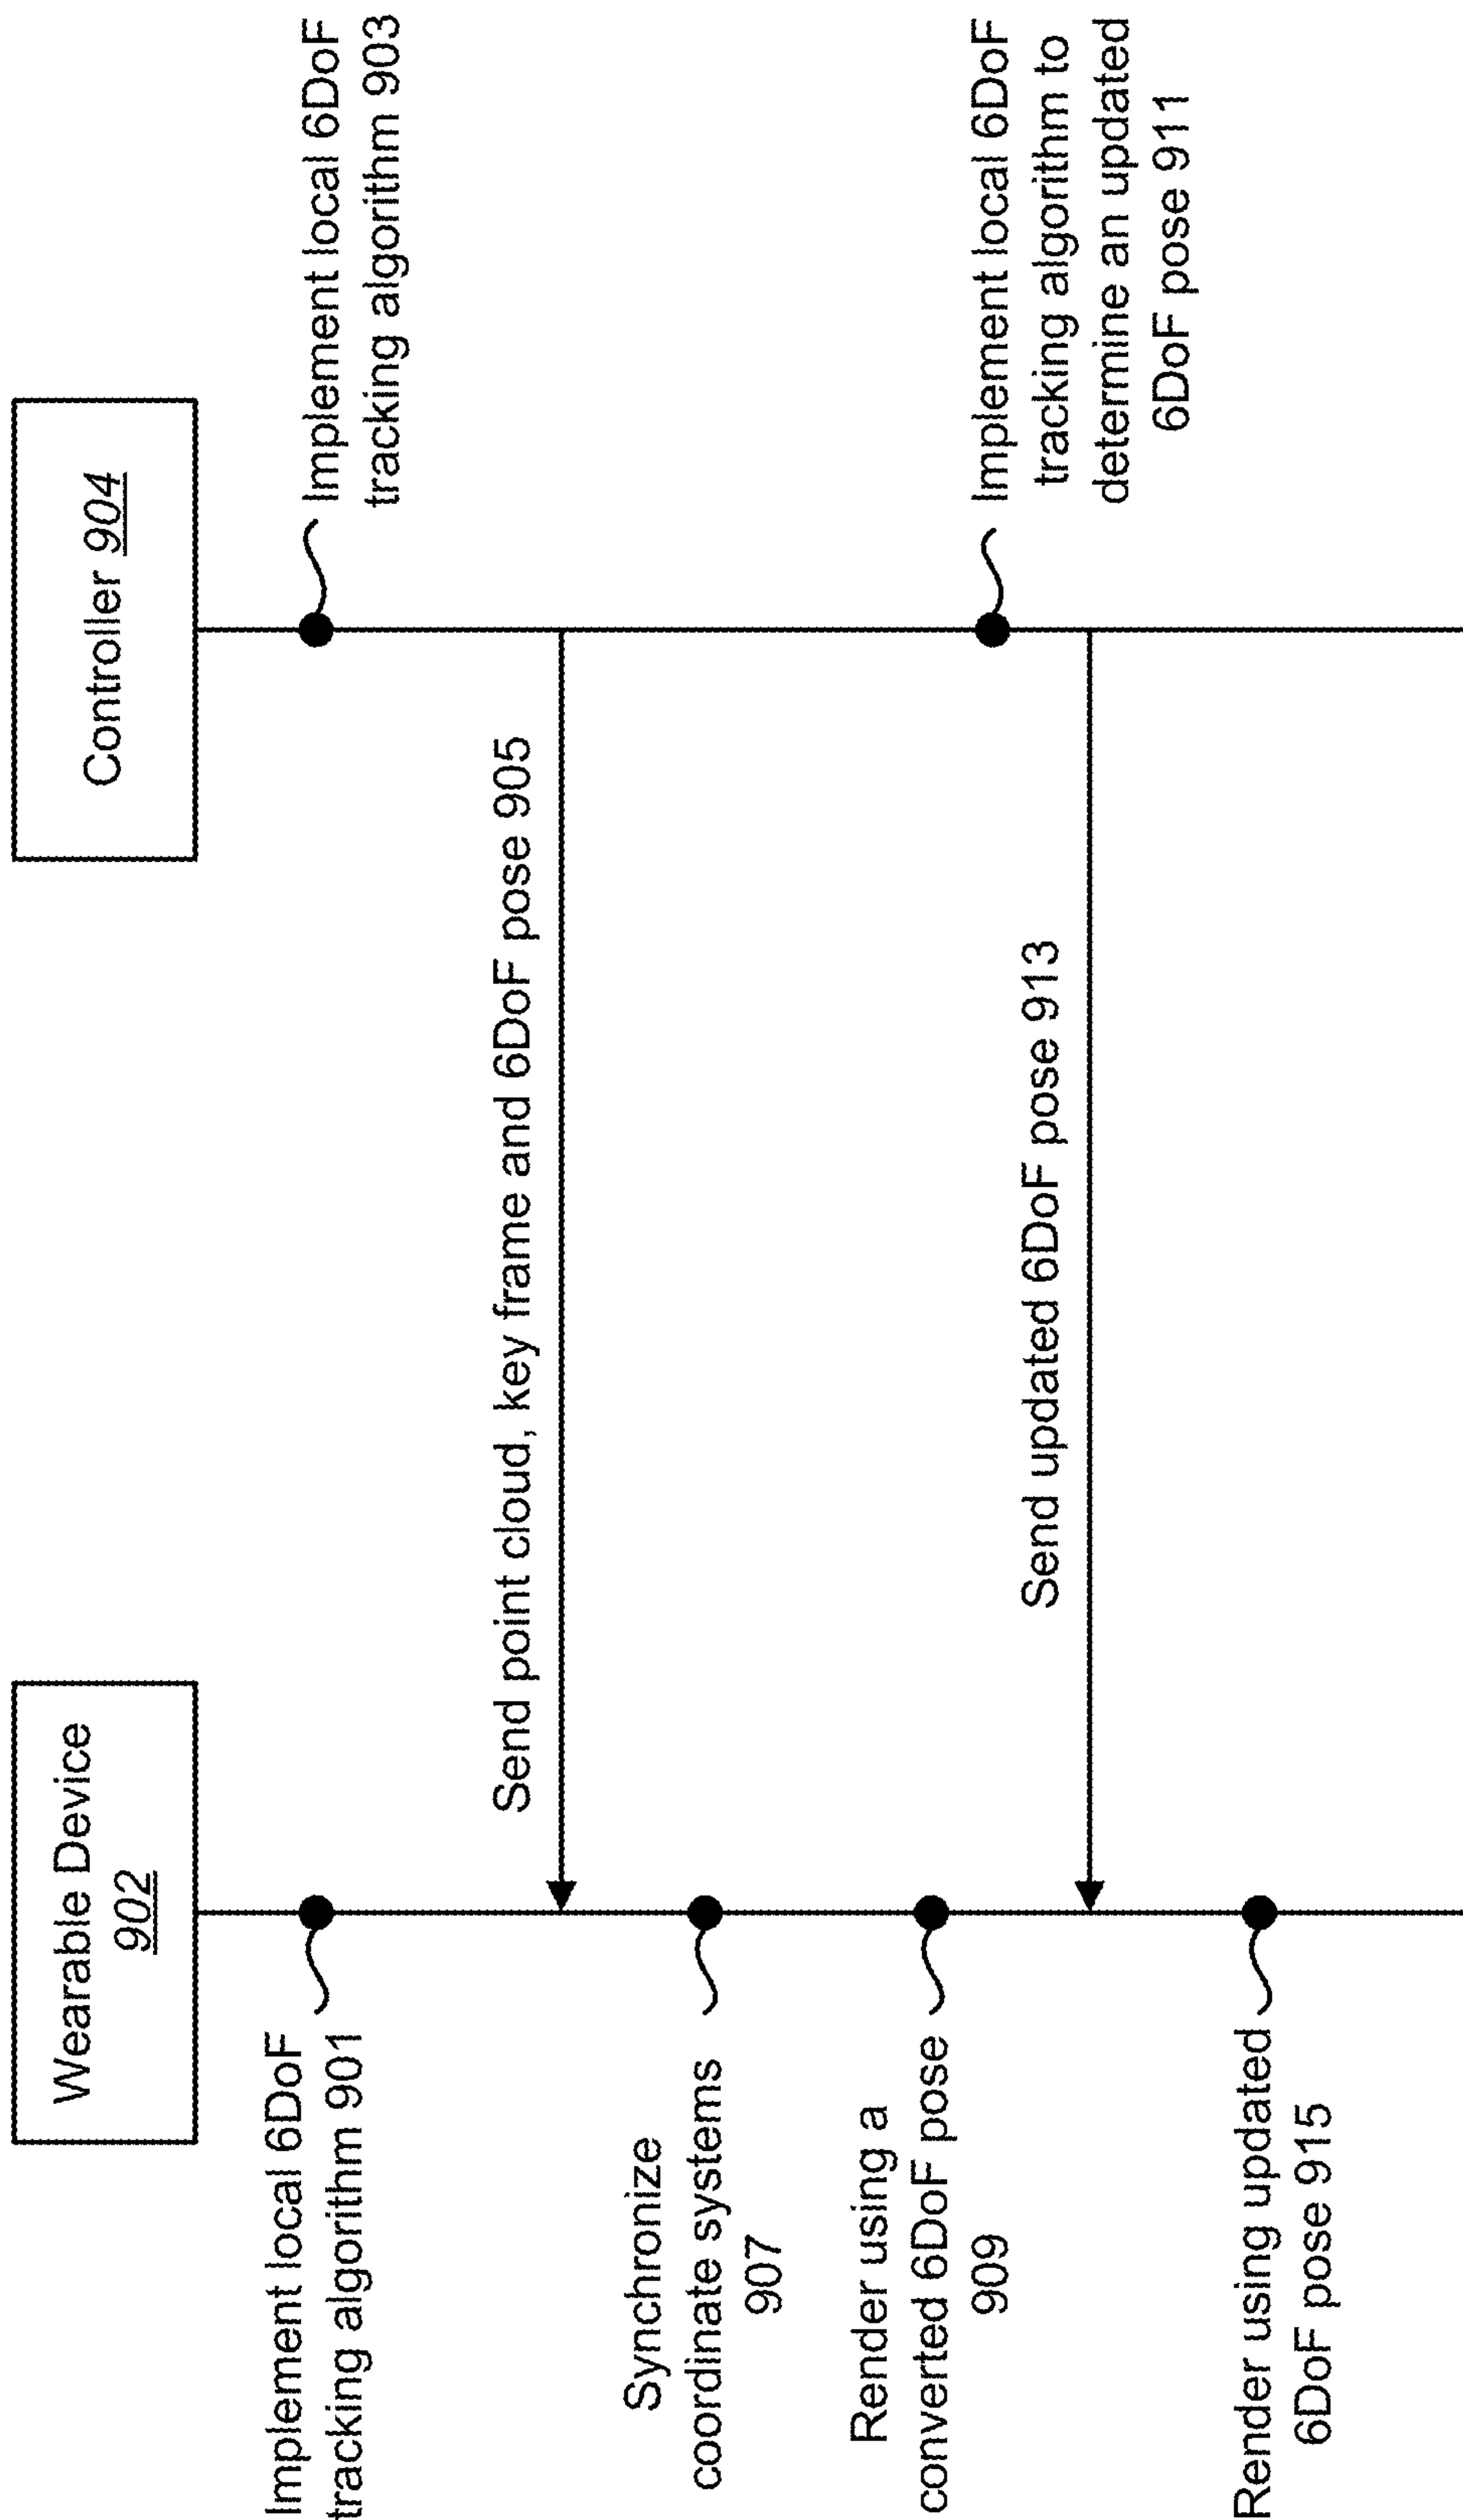 Wearable Device
902
Controller 904
Implement local 6DoF
tracking algorithm 901
Implement local 6DoF
tracking algorithm 903
Send point cloud, key frame and 6DoF pose 905
Synchronize
coordinate systems
907
Render using a
converted 6DoF pose
909
Implement local 6DoF
tracking algorithm to
determine an updated
6DoF pose 911
Send updated 6DoF pose 913
Render using updated
6DoF pose 915